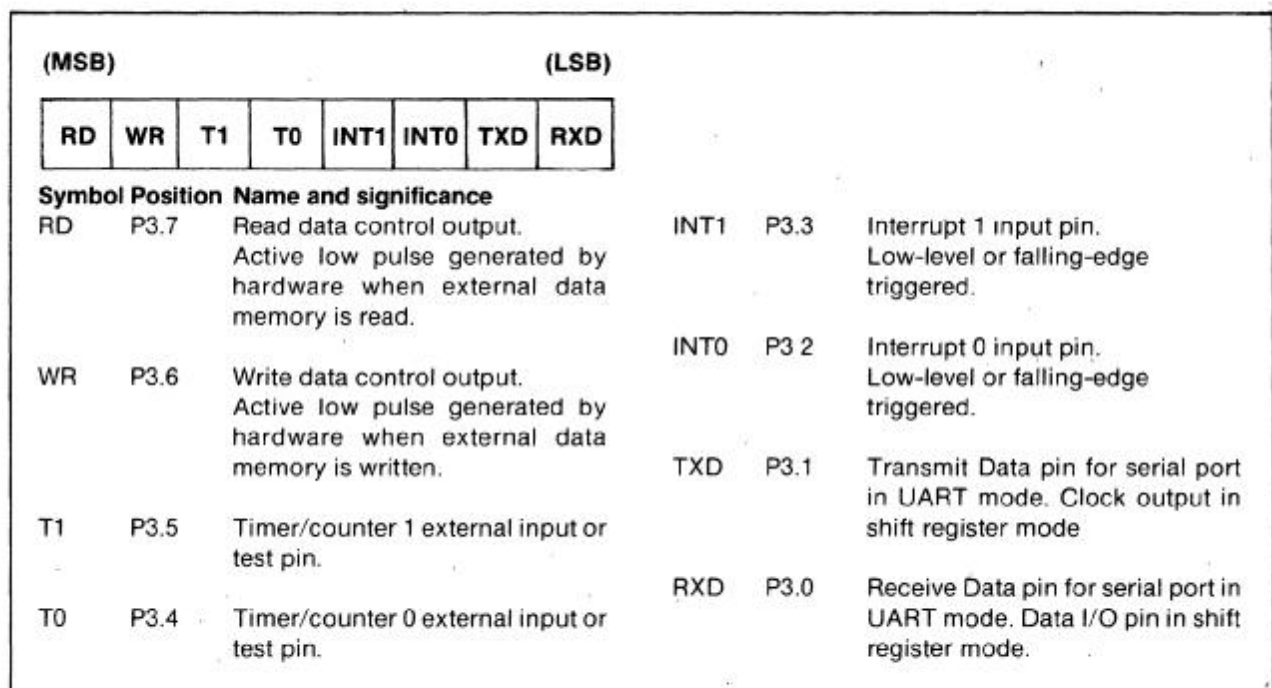 (MSB) (LSB)
RD WR T1 T0 INT1 INT0 TXD RXD
Symbol Position Name and significance
RD P3.7 Read data control output.
Active low pulse generated by
hardware when external data
memory is read.
WR P3.6 Write data control output.
Active low pulse generated by
hardware when external data
memory is written.
T1 P3.5 Timer/counter 1 external input or
test pin.
T0 P3.4 Timer/counter 0 external input or
test pin.
INT1 P3.3 Interrupt 1 input pin.
Low-level or falling-edge
triggered.
INT0 P3 2 Interrupt 0 input pin.
Low-level or falling-edge
triggered.
TXD P3.1 Transmit Data pin for serial port
in UART mode. Clock output in
shift register mode
RXD P3.0 Receive Data pin for serial port in
UART mode. Data I/O pin in shift
register mode.